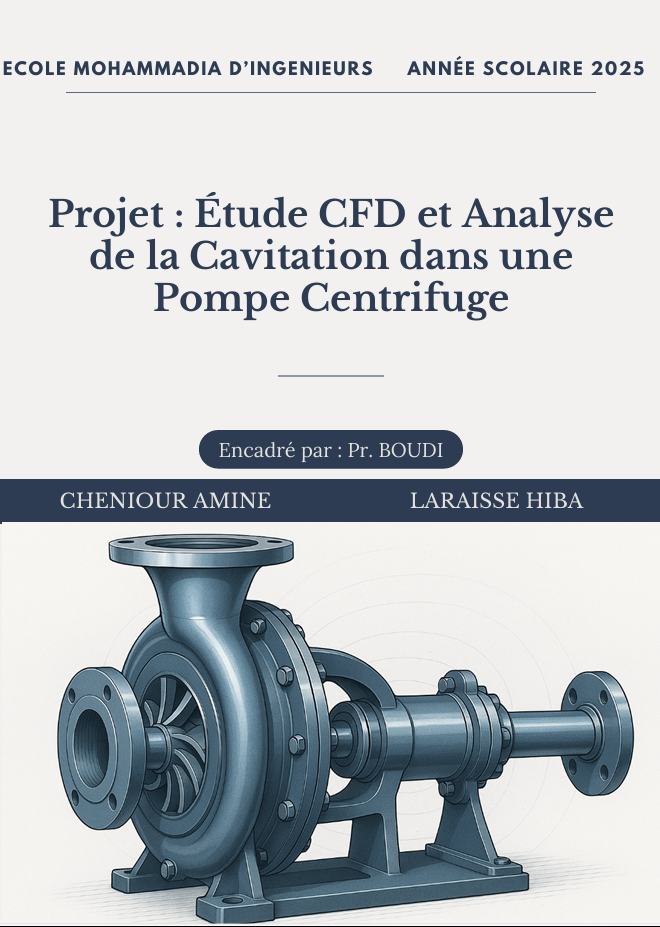 ECOLE MOHAMMADIA D’INGENIEURS ANNÉE SCOLAIRE 2025
Projet : Étude CFD et Analyse
de la Cavitation dans une
Pompe Centrifuge
Encadré par : Pr. BOUDI
CHENIOUR AMINE LARAISSE HIBA